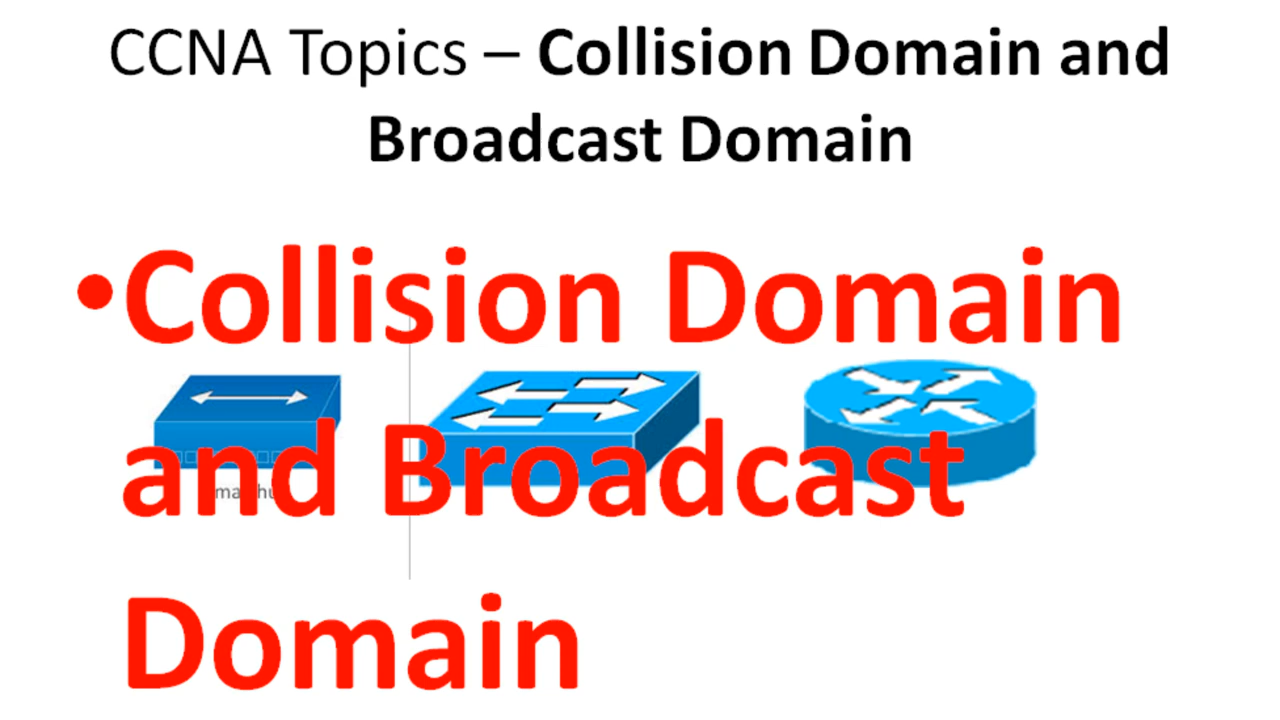 CCNA Topics – Collision Domain and
Broadcast Domain
•Collision Domain
and Broadcast
Domain